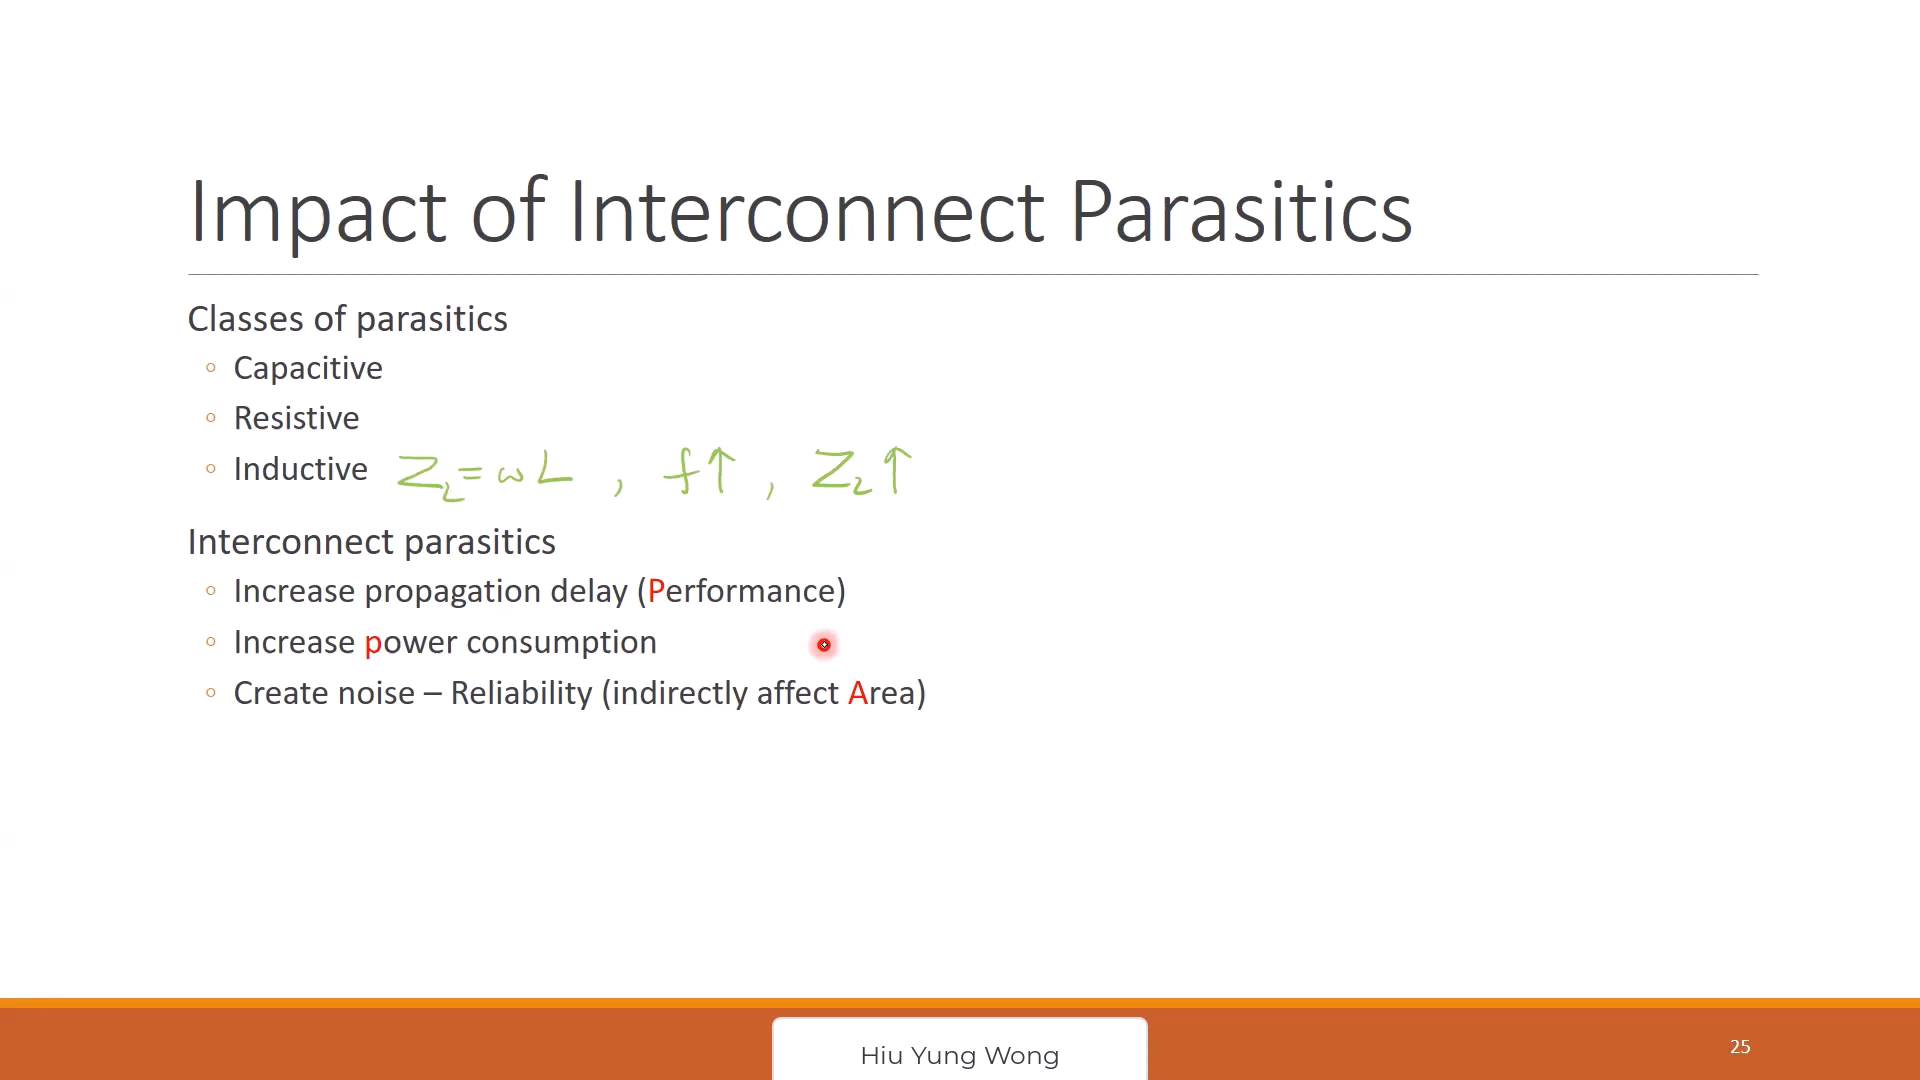 Impact of Interconnect Parasitics
Classes of parasitics
◦ Capacitive
◦ Resistive
◦ Inductive Z_L = ωL , f↑ , Z_L↑
Interconnect parasitics
◦ Increase propagation delay (Performance)
◦ Increase power consumption
◦ Create noise – Reliability (indirectly affect Area)
Hiu Yung Wong
25